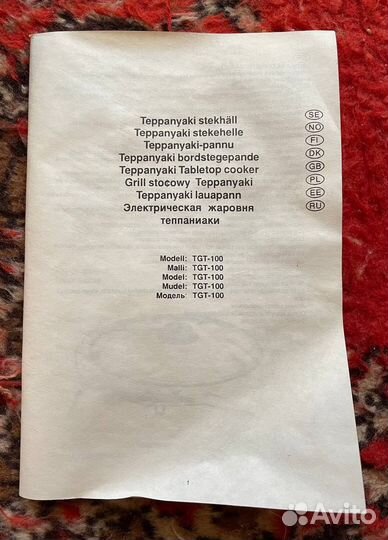 Teppanyaki stekhäll SE
Teppanyaki stekehelle NO
Teppanyaki-pannu FI
Teppanyaki bordstegepande DK
Teppanyaki Tabletop cooker GB
Grill stocowy Teppanyaki PL
Teppanyaki lauapann EE
Электрическая жаровня RU
теппаниаки
Modell: TGT-100
Malli: TGT-100
Model: TGT-100
Mudel: TGT-100
Модель: TGT-100
Avito